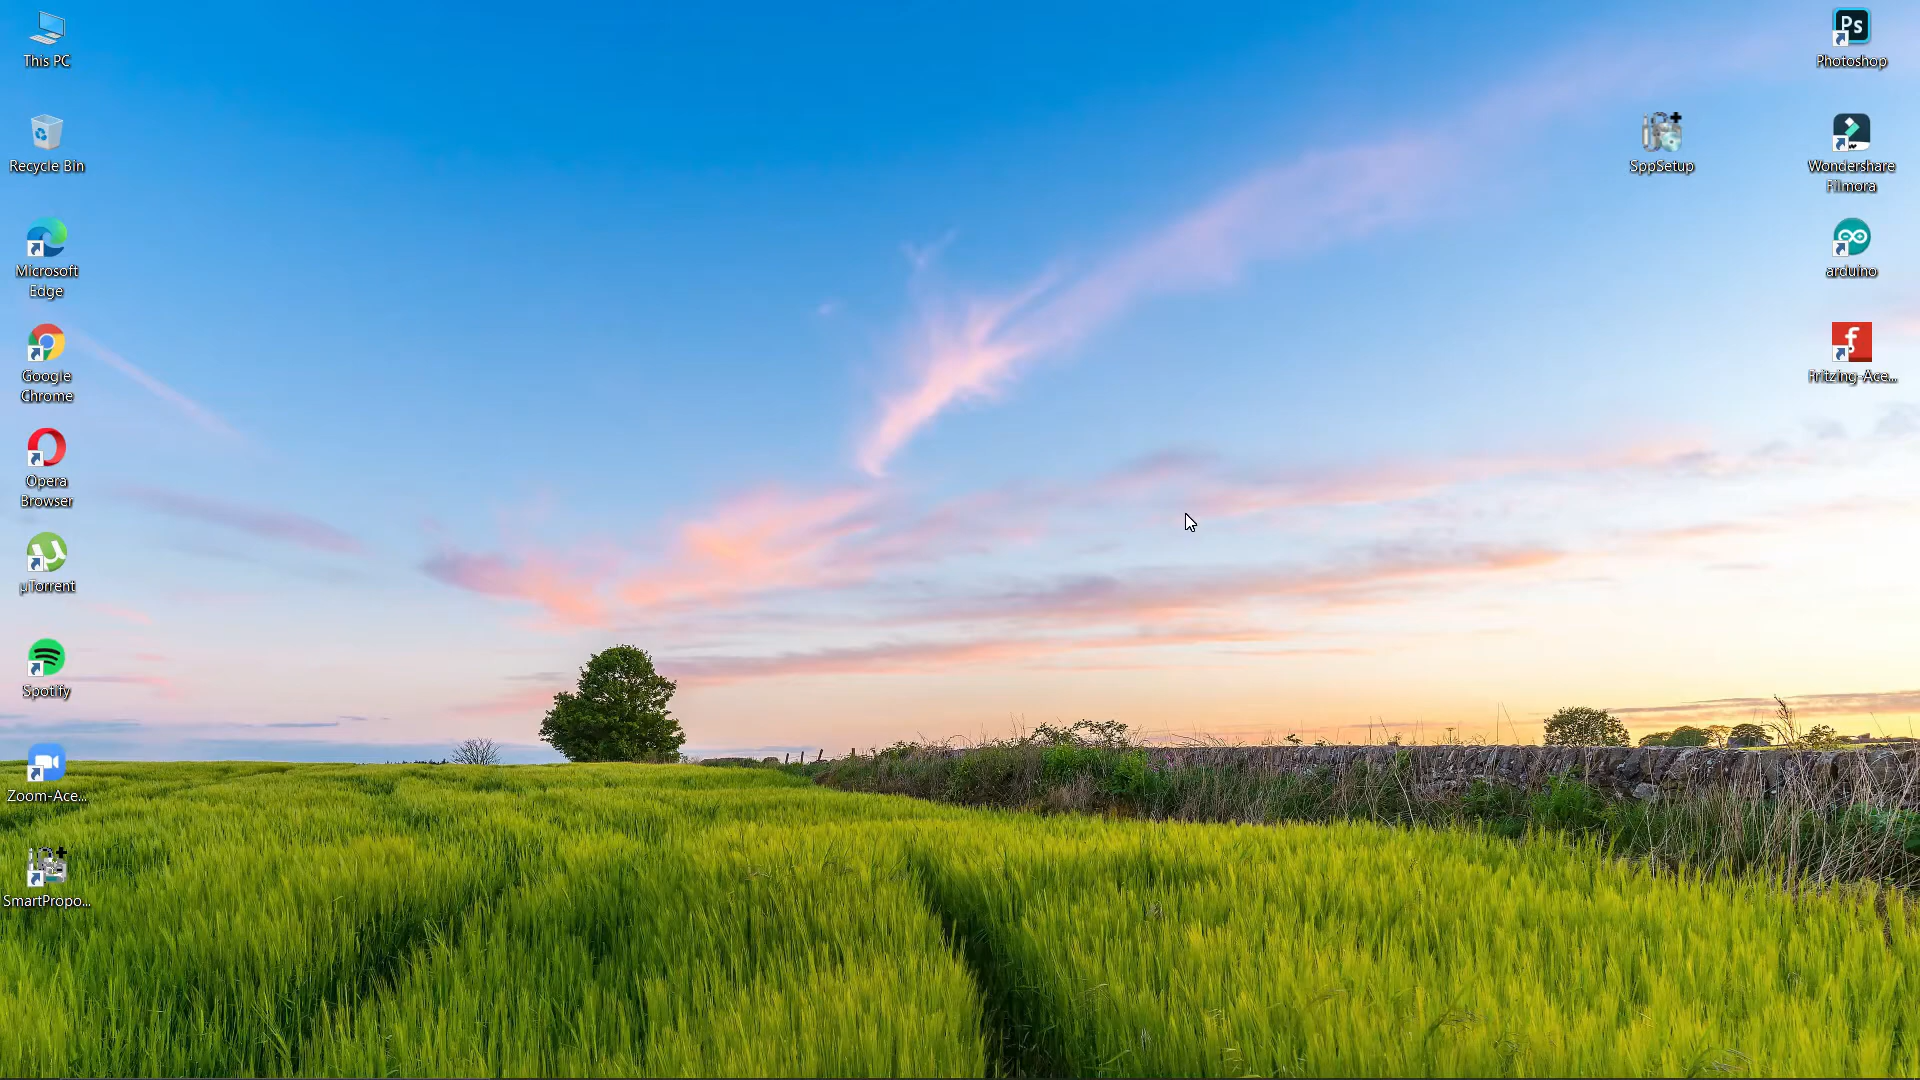 This PC
Recycle Bin
Microsoft
Edge
Google
Chrome
Opera
Browser
µTorrent
Spotify
Zoom-Ace...
SmartPropo...
SppSetup
Ps
Photoshop
Wondershare
Filmora
arduino
f
Fritzing-Ace...